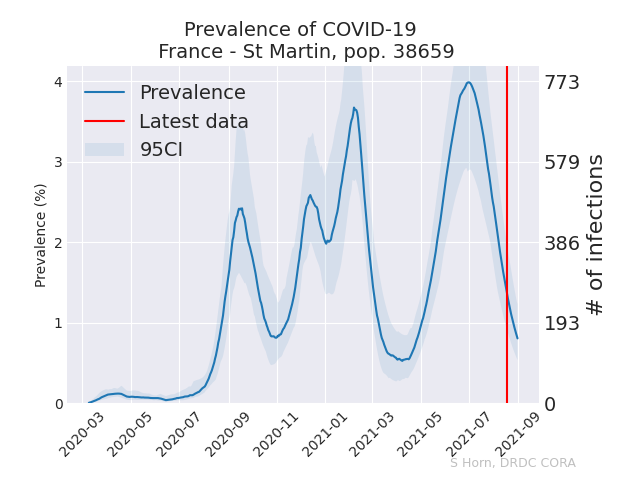 Prevalence of COVID-19
France - St Martin, pop. 38659
Prevalence
Latest data
95CI
Prevalence (%)
4
3
2
1
0
773
579
386
193
0
# of infections
2020-03
2020-05
2020-07
2020-09
2020-11
2021-01
2021-03
2021-05
2021-07
2021-09
S Horn, DRDC CORA